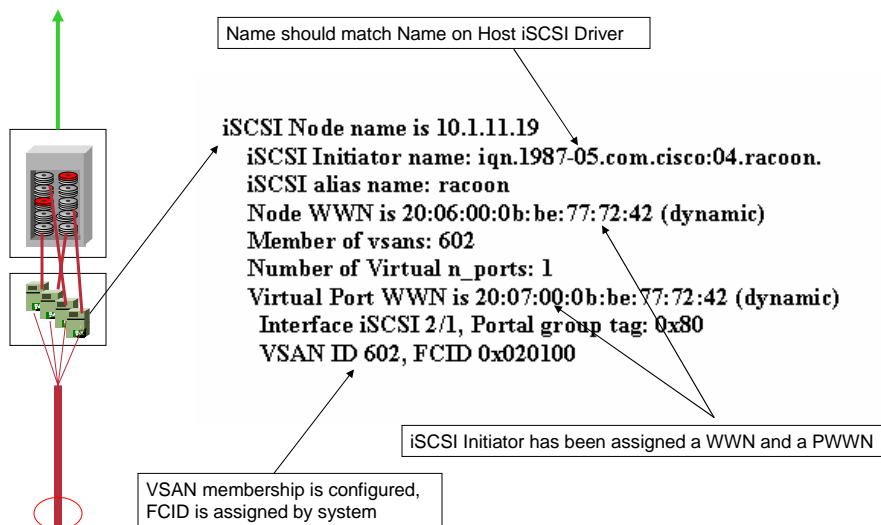 Name should match Name on Host iSCSI Driver
iSCSI Node name is 10.1.11.19
iSCSI Initiator name: iqn.1987-05.com.cisco:04.racoon.
iSCSI alias name: racoon
Node WWN is 20:06:00:0b:be:77:72:42 (dynamic)
Member of vsans: 602
Number of Virtual n_ports: 1
Virtual Port WWN is 20:07:00:0b:be:77:72:42 (dynamic)
Interface iSCSI 2/1, Portal group tag: 0x80
VSAN ID 602, FCID 0x020100
iSCSI Initiator has been assigned a WWN and a PWWN
VSAN membership is configured,
FCID is assigned by system